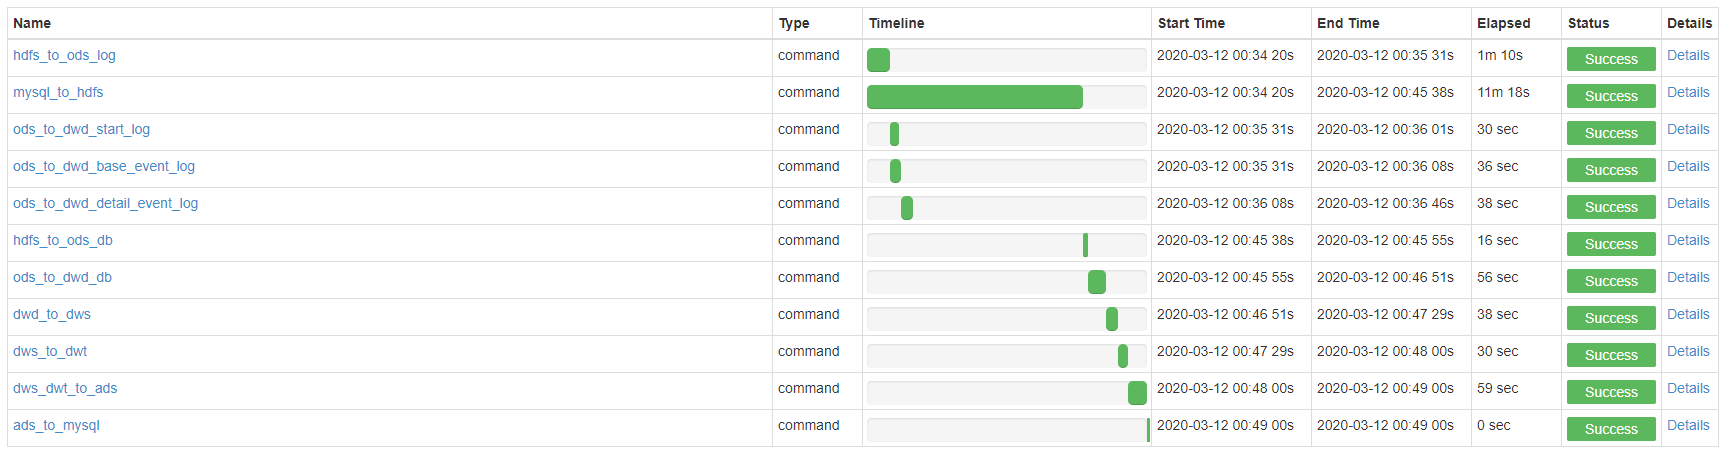 Name Type Timeline Start Time End Time Elapsed Status Details
hdfs_to_ods_log command 2020-03-12 00:34 20s 2020-03-12 00:35 31s 1m 10s Success Details
mysql_to_hdfs command 2020-03-12 00:34 20s 2020-03-12 00:45 38s 11m 18s Success Details
ods_to_dwd_start_log command 2020-03-12 00:35 31s 2020-03-12 00:36 01s 30 sec Success Details
ods_to_dwd_base_event_log command 2020-03-12 00:35 31s 2020-03-12 00:36 08s 36 sec Success Details
ods_to_dwd_detail_event_log command 2020-03-12 00:36 08s 2020-03-12 00:36 46s 38 sec Success Details
hdfs_to_ods_db command 2020-03-12 00:45 38s 2020-03-12 00:45 55s 16 sec Success Details
ods_to_dwd_db command 2020-03-12 00:45 55s 2020-03-12 00:46 51s 56 sec Success Details
dwd_to_dws command 2020-03-12 00:46 51s 2020-03-12 00:47 29s 38 sec Success Details
dws_to_dwt command 2020-03-12 00:47 29s 2020-03-12 00:48 00s 30 sec Success Details
dws_dwt_to_ads command 2020-03-12 00:48 00s 2020-03-12 00:49 00s 59 sec Success Details
ads_to_mysql command 2020-03-12 00:49 00s 2020-03-12 00:49 00s 0 sec Success Details